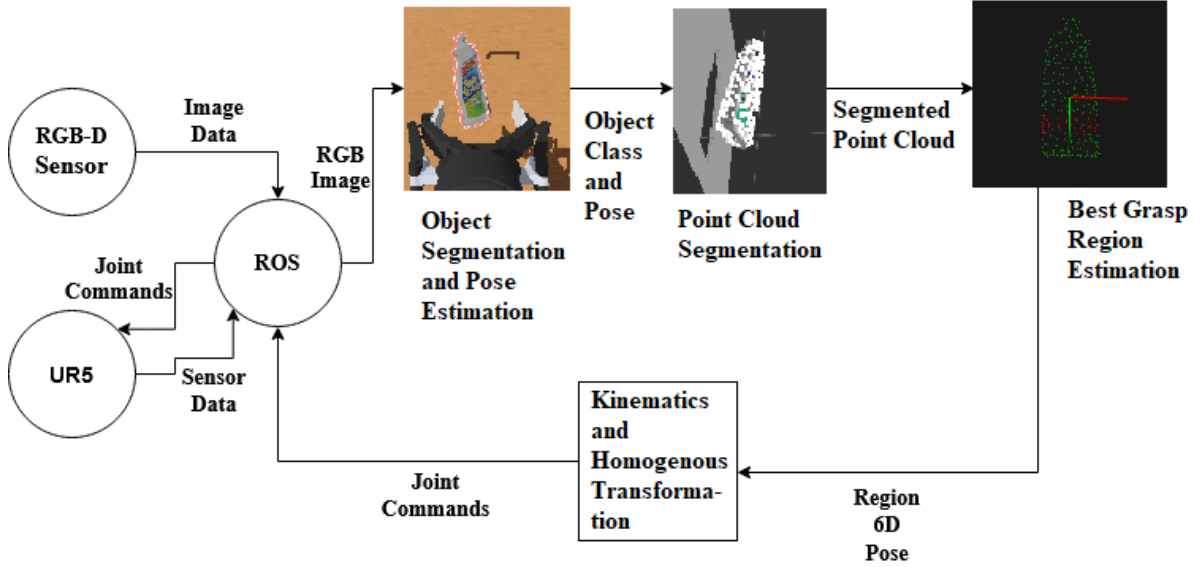 RGB-D
Sensor
Image
Data
ROS
Joint
Commands
UR5
Sensor
Data
RGB
Image
Object
Segmentation
and Pose
Estimation
Object
Class
and
Pose
Point Cloud
Segmentation
Segmented
Point Cloud
Best Grasp
Region
Estimation
Region
6D
Pose
Kinematics
and
Homogenous
Transforma-
tion
Joint
Commands